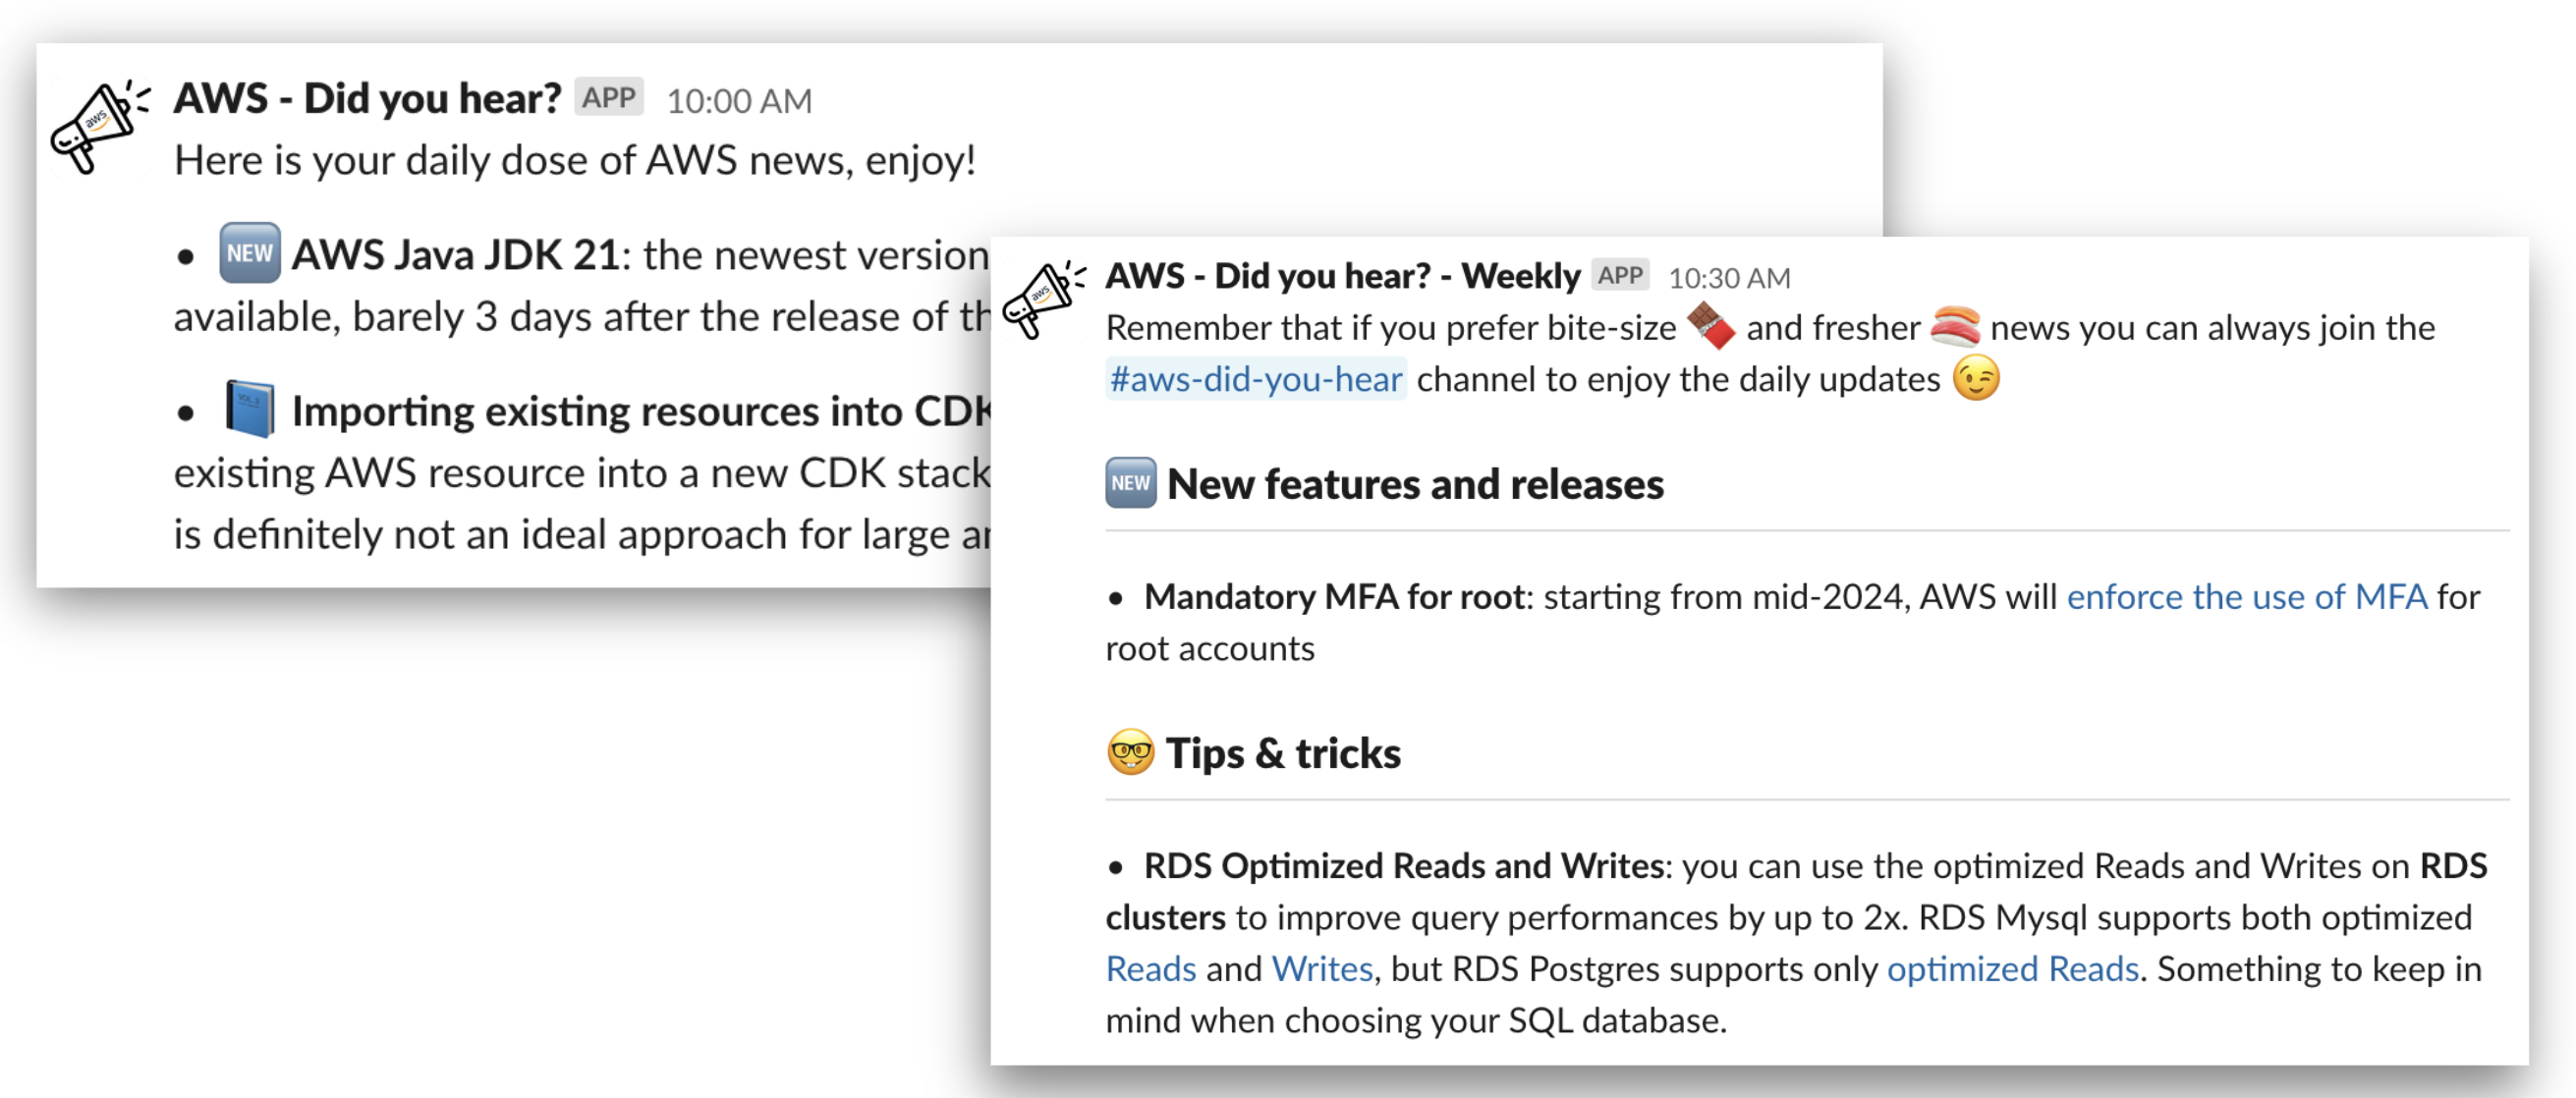 AWS - Did you hear? APP 10:00 AM
Here is your daily dose of AWS news, enjoy!
• NEW AWS Java JDK 21: the newest version
available, barely 3 days after the release of
• Importing existing resources into CDK
existing AWS resource into a new CDK stack
is definitely not an ideal approach for large
AWS - Did you hear? - Weekly APP 10:30 AM
Remember that if you prefer bite-size 🍫 and fresher 🍣 news you can always join the
#aws-did-you-hear channel to enjoy the daily updates 😉
NEW New features and releases
• Mandatory MFA for root: starting from mid-2024, AWS will enforce the use of MFA for
root accounts
🤓 Tips & tricks
• RDS Optimized Reads and Writes: you can use the optimized Reads and Writes on RDS
clusters to improve query performances by up to 2x. RDS Mysql supports both optimized
Reads and Writes, but RDS Postgres supports only optimized Reads. Something to keep in
mind when choosing your SQL database.